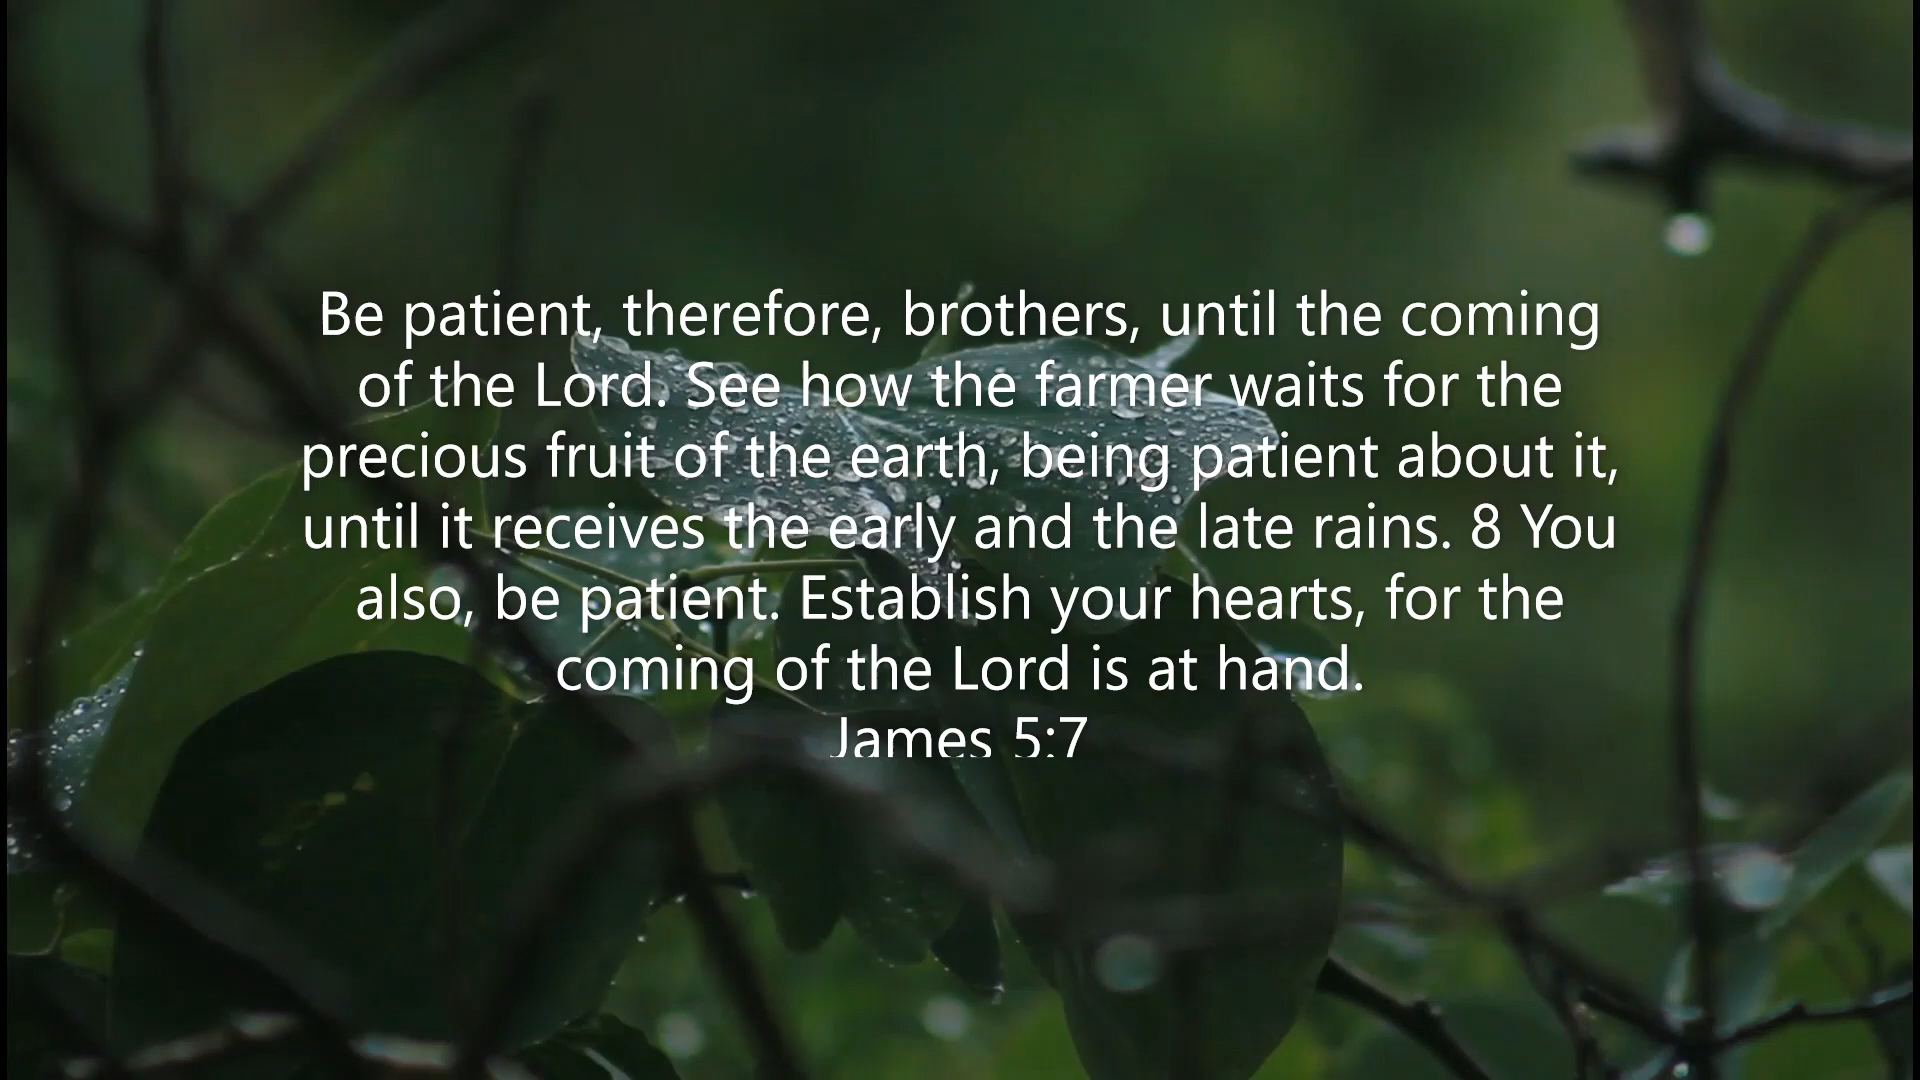 Be patient, therefore, brothers, until the coming
of the Lord. See how the farmer waits for the
precious fruit of the earth, being patient about it,
until it receives the early and the late rains. 8 You
also, be patient. Establish your hearts, for the
coming of the Lord is at hand.
James 5:7